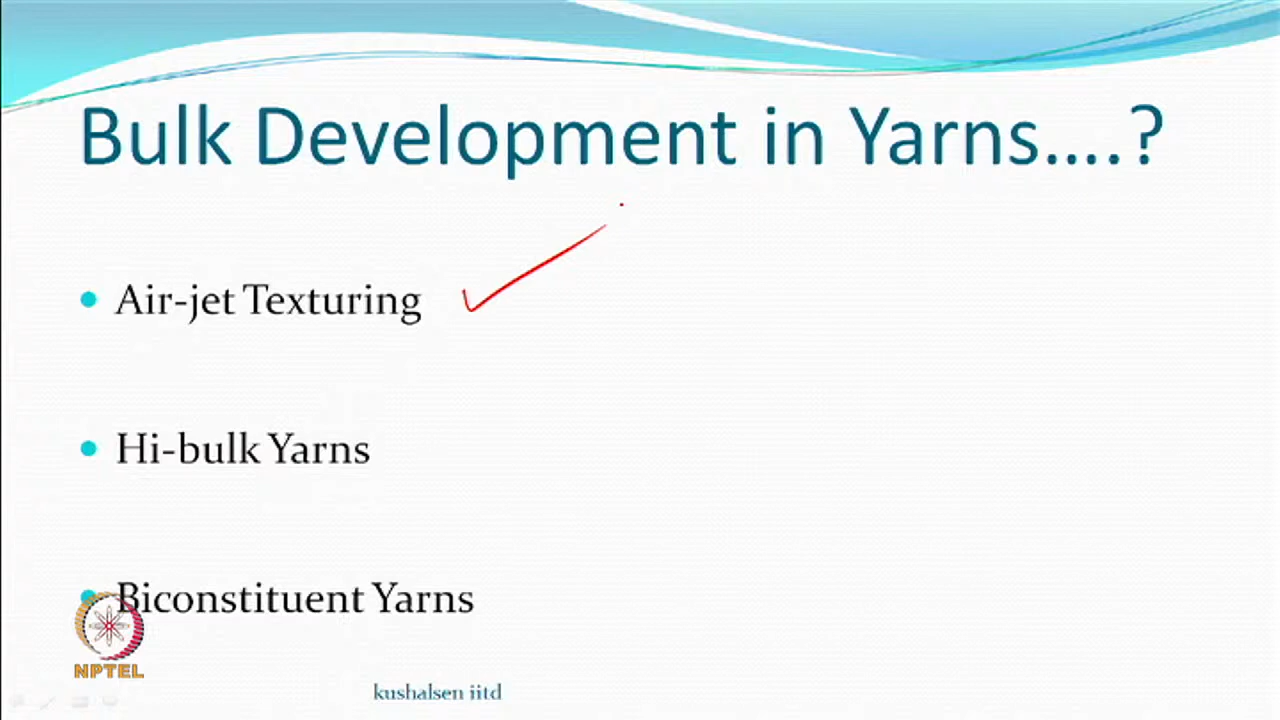 Bulk Development in Yarns….?
Air-jet Texturing
Hi-bulk Yarns
Biconstituent Yarns
NPTEL
kushalsen iitd